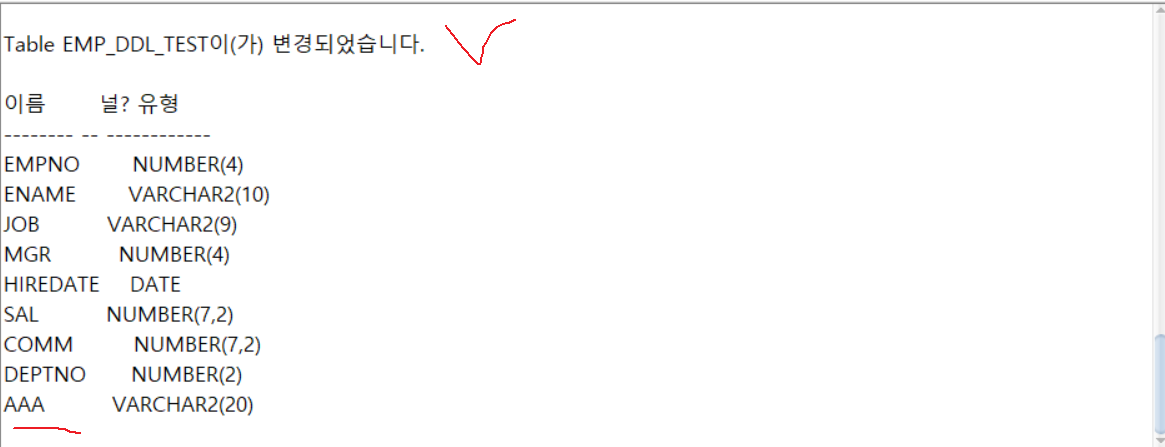 Table EMP_DDL_TEST이(가) 변경되었습니다.
이름 널? 유형
-------- -- ------------
EMPNO NUMBER(4)
ENAME VARCHAR2(10)
JOB VARCHAR2(9)
MGR NUMBER(4)
HIREDATE DATE
SAL NUMBER(7,2)
COMM NUMBER(7,2)
DEPTNO NUMBER(2)
AAA VARCHAR2(20)